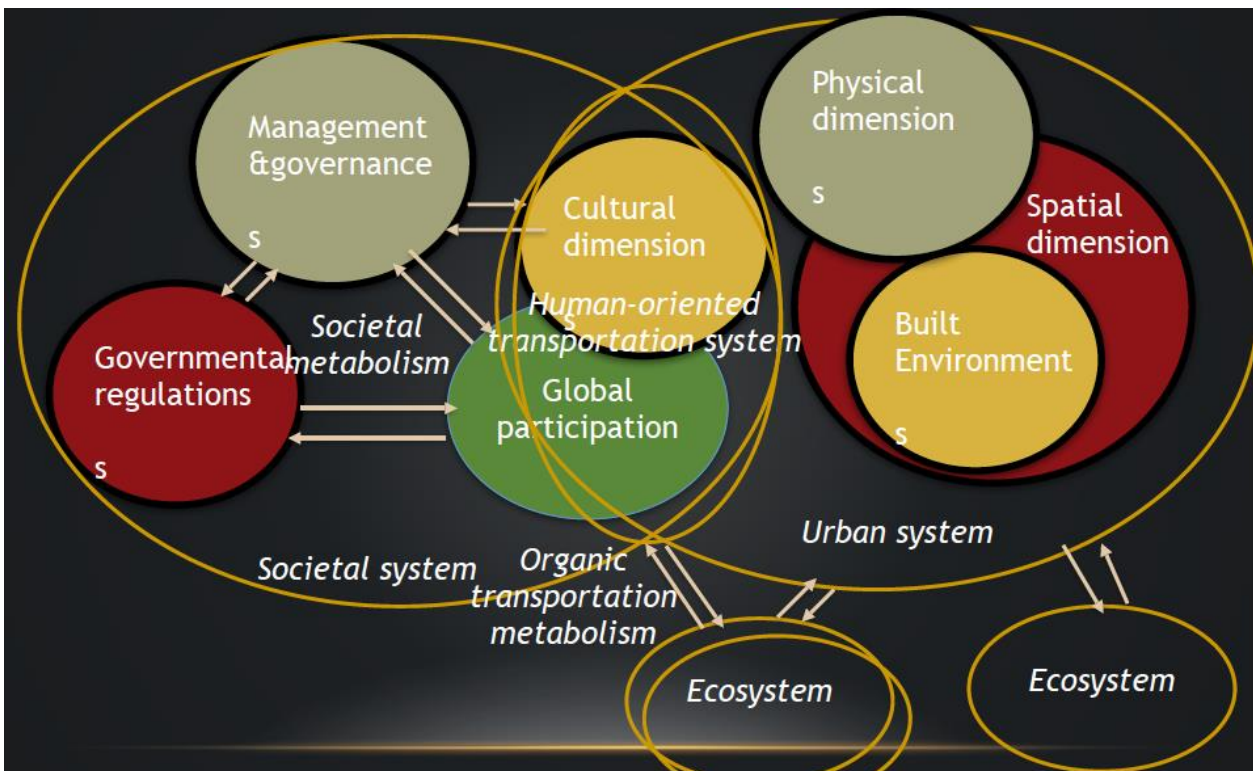 Management
&governance
s
Cultural
dimension
s
Physical
dimension
s
Spatial
dimension
Human-oriented
transportation system
Societal
metabolism
Governmental
regulations
s
Global
participation
Built
Environment
s
Urban system
Societal system
Organic
transportation
metabolism
Ecosystem
Ecosystem